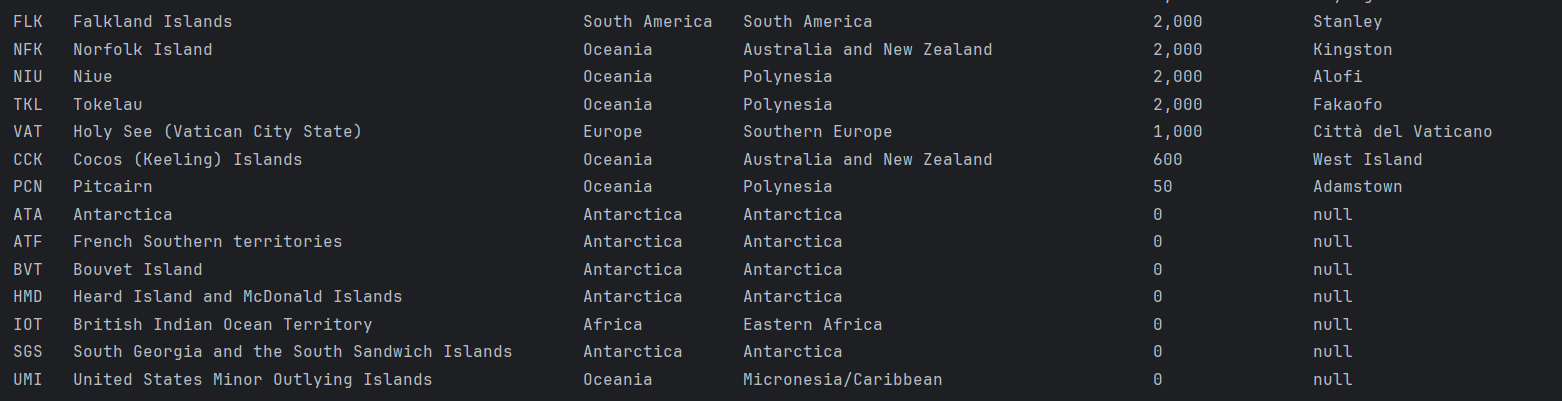 FLK Falkland Islands South America South America 2,000 Stanley
NFK Norfolk Island Oceania Australia and New Zealand 2,000 Kingston
NIU Niue Oceania Polynesia 2,000 Alofi
TKL Tokelau Oceania Polynesia 2,000 Fakaofo
VAT Holy See (Vatican City State) Europe Southern Europe 1,000 Città del Vaticano
CCK Cocos (Keeling) Islands Oceania Australia and New Zealand 600 West Island
PCN Pitcairn Oceania Polynesia 50 Adamstown
ATA Antarctica Antarctica Antarctica 0 null
ATF French Southern territories Antarctica Antarctica 0 null
BVT Bouvet Island Antarctica Antarctica 0 null
HMD Heard Island and McDonald Islands Antarctica Antarctica 0 null
IOT British Indian Ocean Territory Africa Eastern Africa 0 null
SGS South Georgia and the South Sandwich Islands Antarctica Antarctica 0 null
UMI United States Minor Outlying Islands Oceania Micronesia/Caribbean 0 null